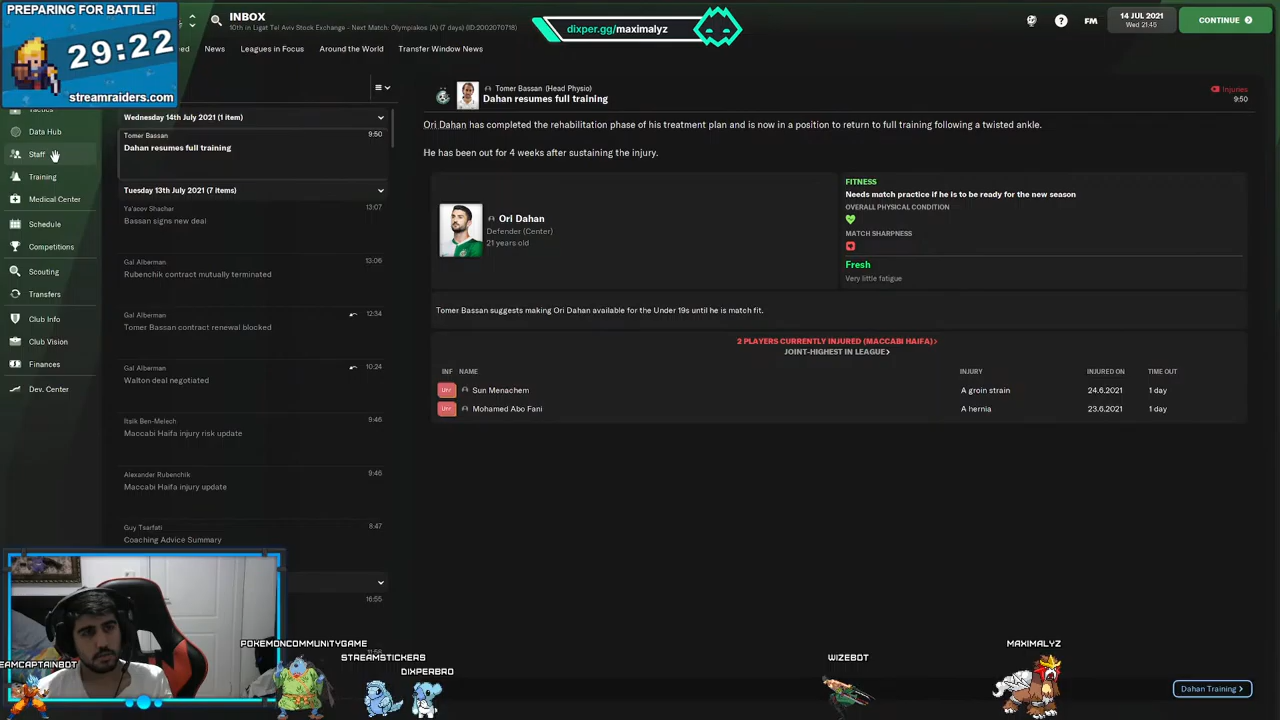 PREPARING FOR BATTLE!
29:22
streamraiders.com
INBOX
10th in Ligat Tel Aviv Stock Exchange - Next Match: Olympiakos (A) (7 days) (ID:2002070718)
dixper.gg/maximalyz
FM
14 JUL 2021
Wed 21:45
CONTINUE
News
Leagues in Focus
Around the World
Transfer Window News
Tactics
Data Hub
Staff
Training
Medical Center
Schedule
Competitions
Scouting
Transfers
Club Info
Club Vision
Finances
Dev. Center
Wednesday 14th July 2021 (1 item)
Tomer Bassan
9:50
Dahan resumes full training
Tuesday 13th July 2021 (7 items)
Ya'acov Shachar
13:07
Bassan signs new deal
Gal Alberman
13:06
Rubenchik contract mutually terminated
Gal Alberman
12:34
Tomer Bassan contract renewal blocked
Gal Alberman
10:24
Walton deal negotiated
Itsik Ben-Melech
9:46
Maccabi Haifa injury risk update
Alexander Rubenchik
9:46
Maccabi Haifa injury update
Guy Tsarfati
8:47
Coaching Advice Summary
16:55
Tomer Bassan (Head Physio)
Dahan resumes full training
Injuries
9:50
Ori Dahan has completed the rehabilitation phase of his treatment plan and is now in a position to return to full training following a twisted ankle.
He has been out for 4 weeks after sustaining the injury.
Ori Dahan
Defender (Center)
21 years old
FITNESS
Needs match practice if he is to be ready for the new season
OVERALL PHYSICAL CONDITION
MATCH SHARPNESS
Fresh
Very little fatigue
Tomer Bassan suggests making Ori Dahan available for the Under 19s until he is match fit.
2 PLAYERS CURRENTLY INJURED (MACCABI HAIFA)
JOINT-HIGHEST IN LEAGUE
INF NAME INJURY INJURED ON TIME OUT
Unr Sun Menachem A groin strain 24.6.2021 1 day
Unr Mohamed Abo Fani A hernia 23.6.2021 1 day
POKEMONCOMMUNITYGAME
STREAMSTICKERS
DIXPERBRO
EAMCAPTAINBOT
WIZEBOT
MAXIMALYZ
Dahan Training